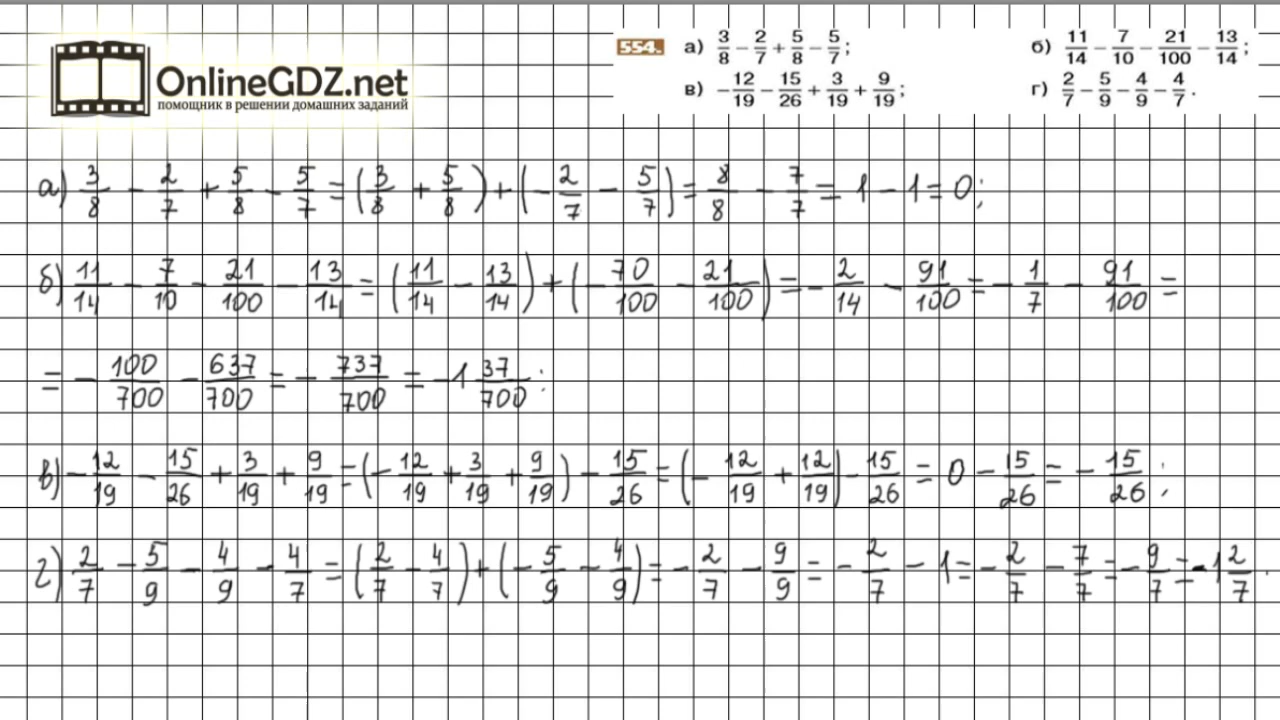 OnlineGDZ.net
помощник в решении домашних заданий
554. а) 3/8 − 2/7 + 5/8 − 5/7; б) 11/14 − 7/10 − 21/100 − 13/14;
в) −12/19 − 15/26 + 3/19 + 9/19; г) 2/7 − 5/9 − 4/9 − 4/7.
а) 3/8 − 2/7 + 5/8 − 5/7 = (3/8 + 5/8) + (−2/7 − 5/7) = 8/8 − 7/7 = 1 − 1 = 0;
б) 11/14 − 7/10 − 21/100 − 13/14 = (11/14 − 13/14) + (−70/100 − 21/100) = −2/14 − 91/100 = −1/7 − 91/100 =
= −100/700 − 637/700 = −737/700 = −1 37/700;
в) −12/19 − 15/26 + 3/19 + 9/19 = (−12/19 + 3/19 + 9/19) − 15/26 = (−12/19 + 12/19) − 15/26 = 0 − 15/26 = −15/26;
г) 2/7 − 5/9 − 4/9 − 4/7 = (2/7 − 4/7) + (−5/9 − 4/9) = −2/7 − 9/9 = −2/7 − 1 = −2/7 − 7/7 = −9/7 = −1 2/7.